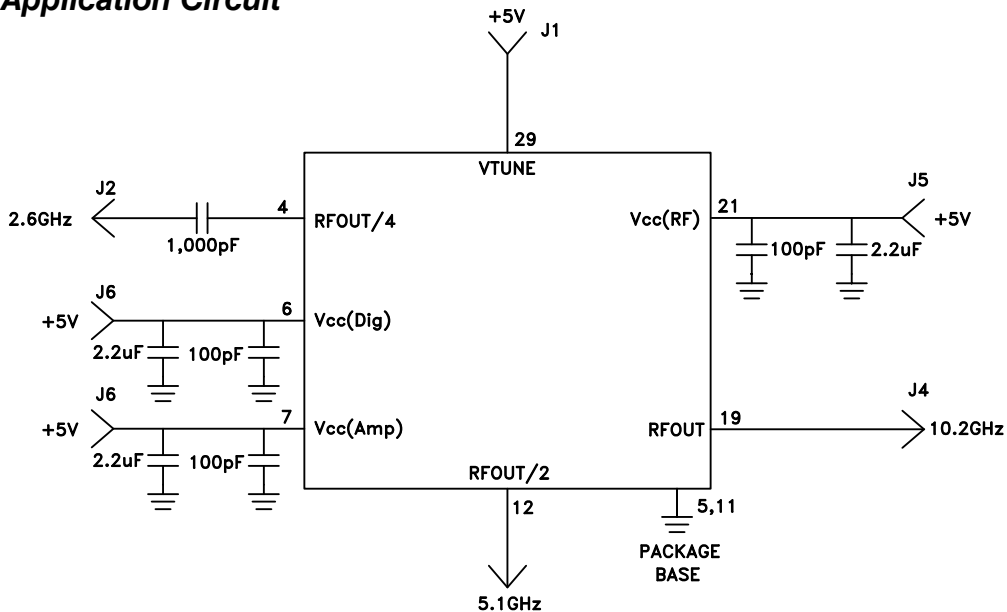 Application Circuit
+5V
J1
29
VTUNE
J2
2.6GHz
1,000pF
4
RFOUT/4
Vcc(RF)
21
J5
+5V
100pF
2.2uF
J6
+5V
6
Vcc(Dig)
2.2uF
100pF
J6
+5V
7
Vcc(Amp)
2.2uF
100pF
RFOUT
19
J4
10.2GHz
RFOUT/2
12
5.1GHz
5,11
PACKAGE
BASE